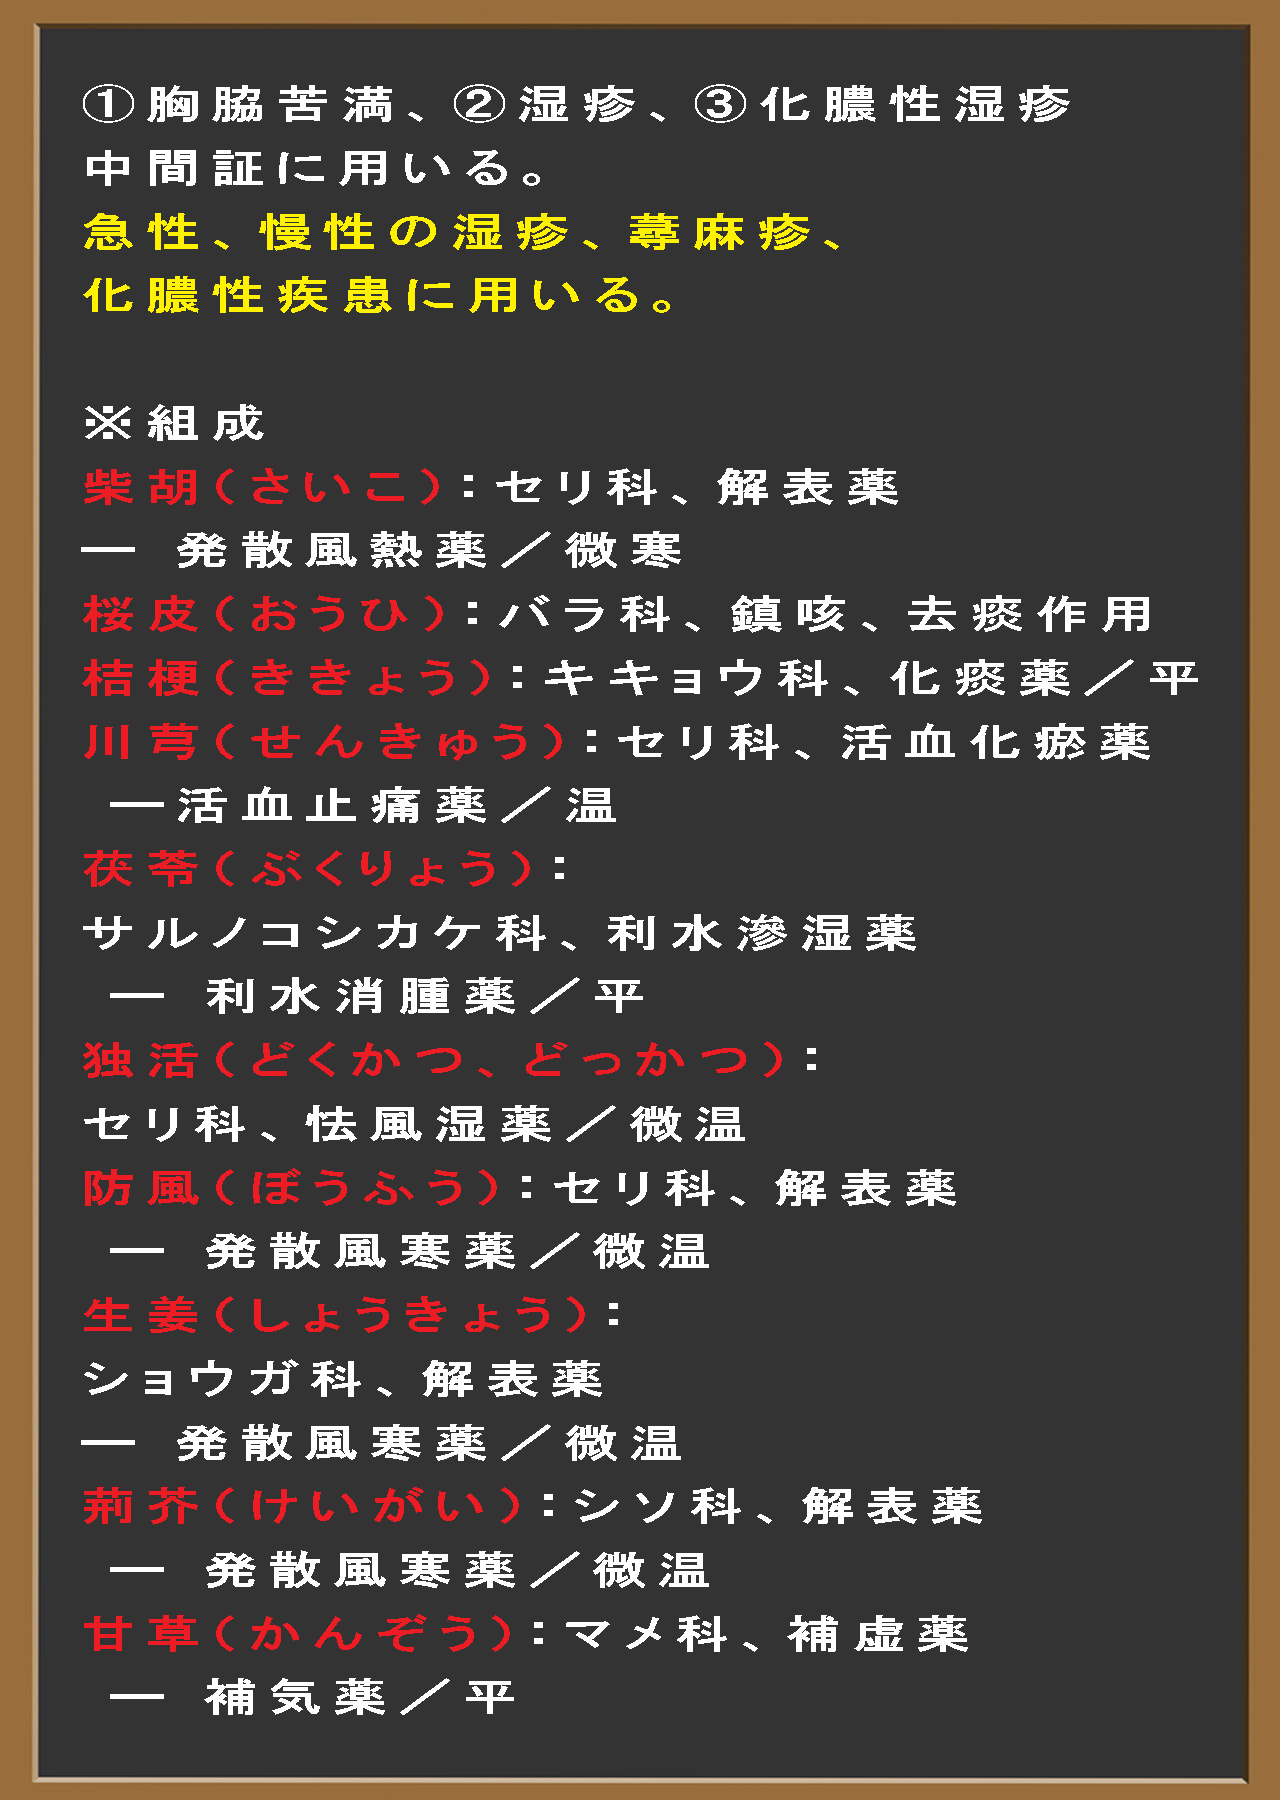 ①胸脇苦満、②湿疹、③化膿性湿疹
中間証に用いる。
急性、慢性の湿疹、蕁麻疹、
化膿性疾患に用いる。
※組成
柴胡(さいこ):セリ科、解表薬
― 発散風熱薬／微寒
桜皮(おうひ):バラ科、鎮咳、去痰作用
桔梗(ききょう):キキョウ科、化痰薬／平
川芎(せんきゅう):セリ科、活血化瘀薬
―活血止痛薬／温
茯苓(ぶくりょう):
サルノコシカケ科、利水滲湿薬
― 利水消腫薬／平
独活(どくかつ、どっかつ):
セリ科、怯風湿薬／微温
防風(ぼうふう):セリ科、解表薬
― 発散風寒薬／微温
生姜(しょうきょう):
ショウガ科、解表薬
― 発散風寒薬／微温
荊芥(けいがい):シソ科、解表薬
― 発散風寒薬／微温
甘草(かんぞう):マメ科、補虚薬
― 補気薬／平